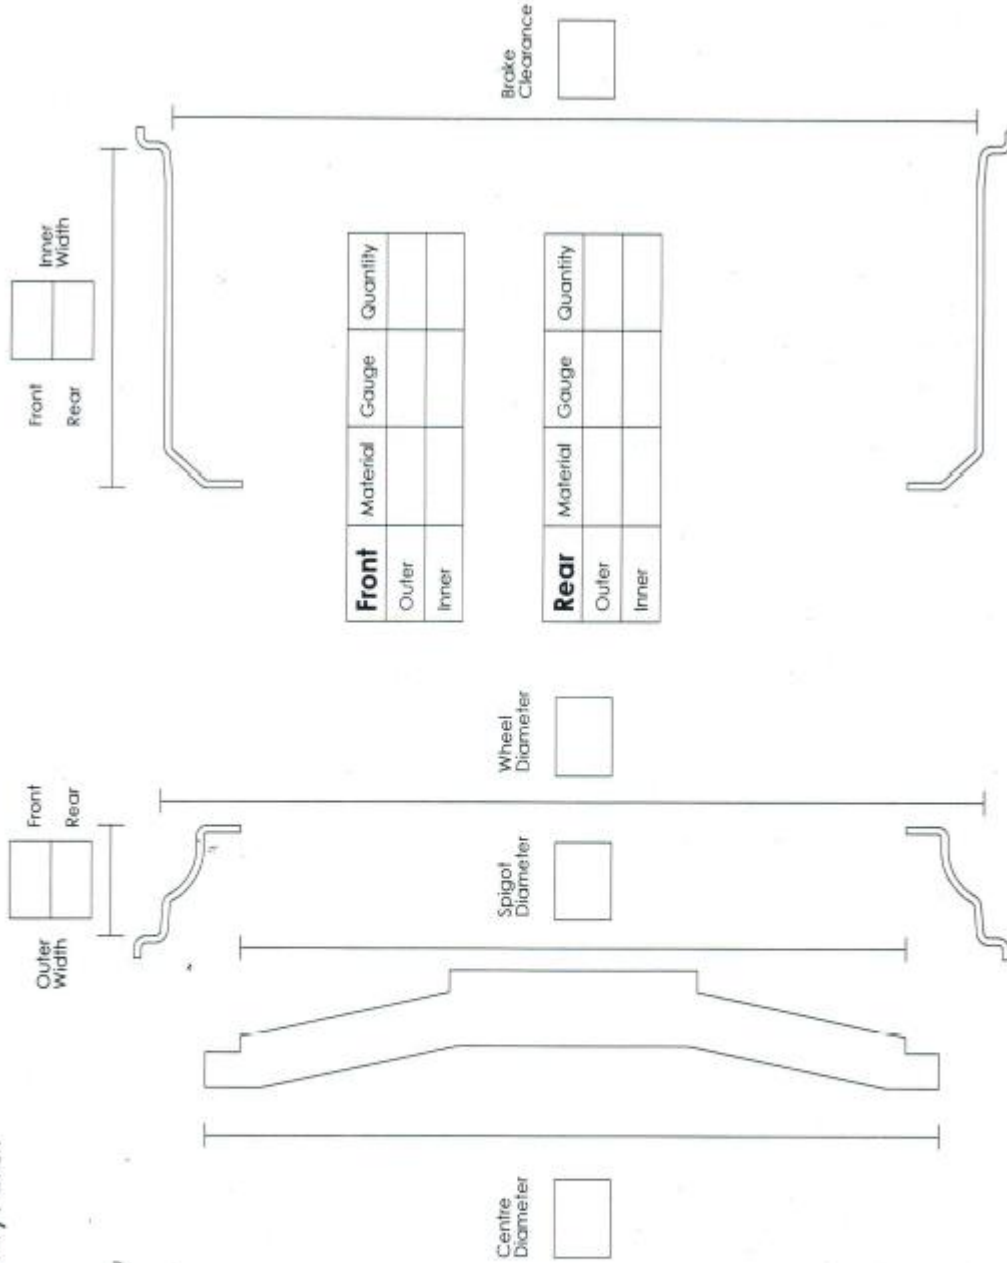 Outer
Width
Front
Rear
Front
Rear
Inner
Width
Centre
Diameter
Spigot
Diameter
Wheel
Diameter
Brake
Clearance
Front Material Gauge Quantity
Outer
Inner
Rear Material Gauge Quantity
Outer
Inner